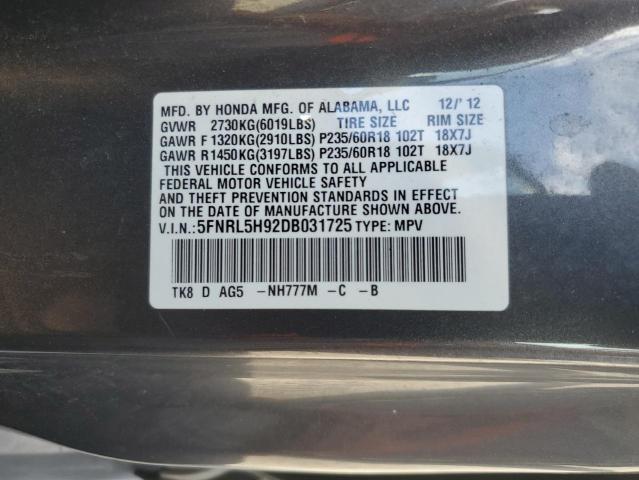 MFD. BY HONDA MFG. OF ALABAMA, LLC 12/'12
GVWR 2730KG(6019LBS) TIRE SIZE RIM SIZE
GAWR F 1320KG(2910LBS) P235/60R18 102T 18X7J
GAWR R1450KG(3197LBS) P235/60R18 102T 18X7J
THIS VEHICLE CONFORMS TO ALL APPLICABLE
FEDERAL MOTOR VEHICLE SAFETY
AND THEFT PREVENTION STANDARDS IN EFFECT ON THE
DATE OF MANUFACTURE SHOWN ABOVE.
V.I.N.:5FNRL5H92DB031725 TYPE: MPV
TK8 D AG5 -NH777M -C -B